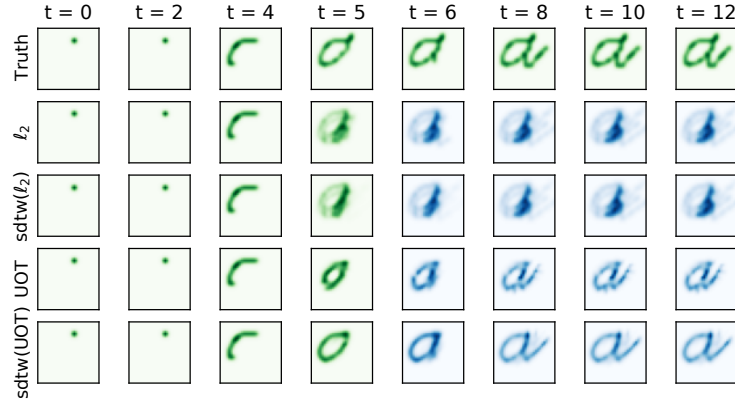 t = 0 t = 2 t = 4 t = 5 t = 6 t = 8 t = 10 t = 12
Truth
ℓ₂
sdtw(ℓ₂)
UOT
sdtw(UOT)